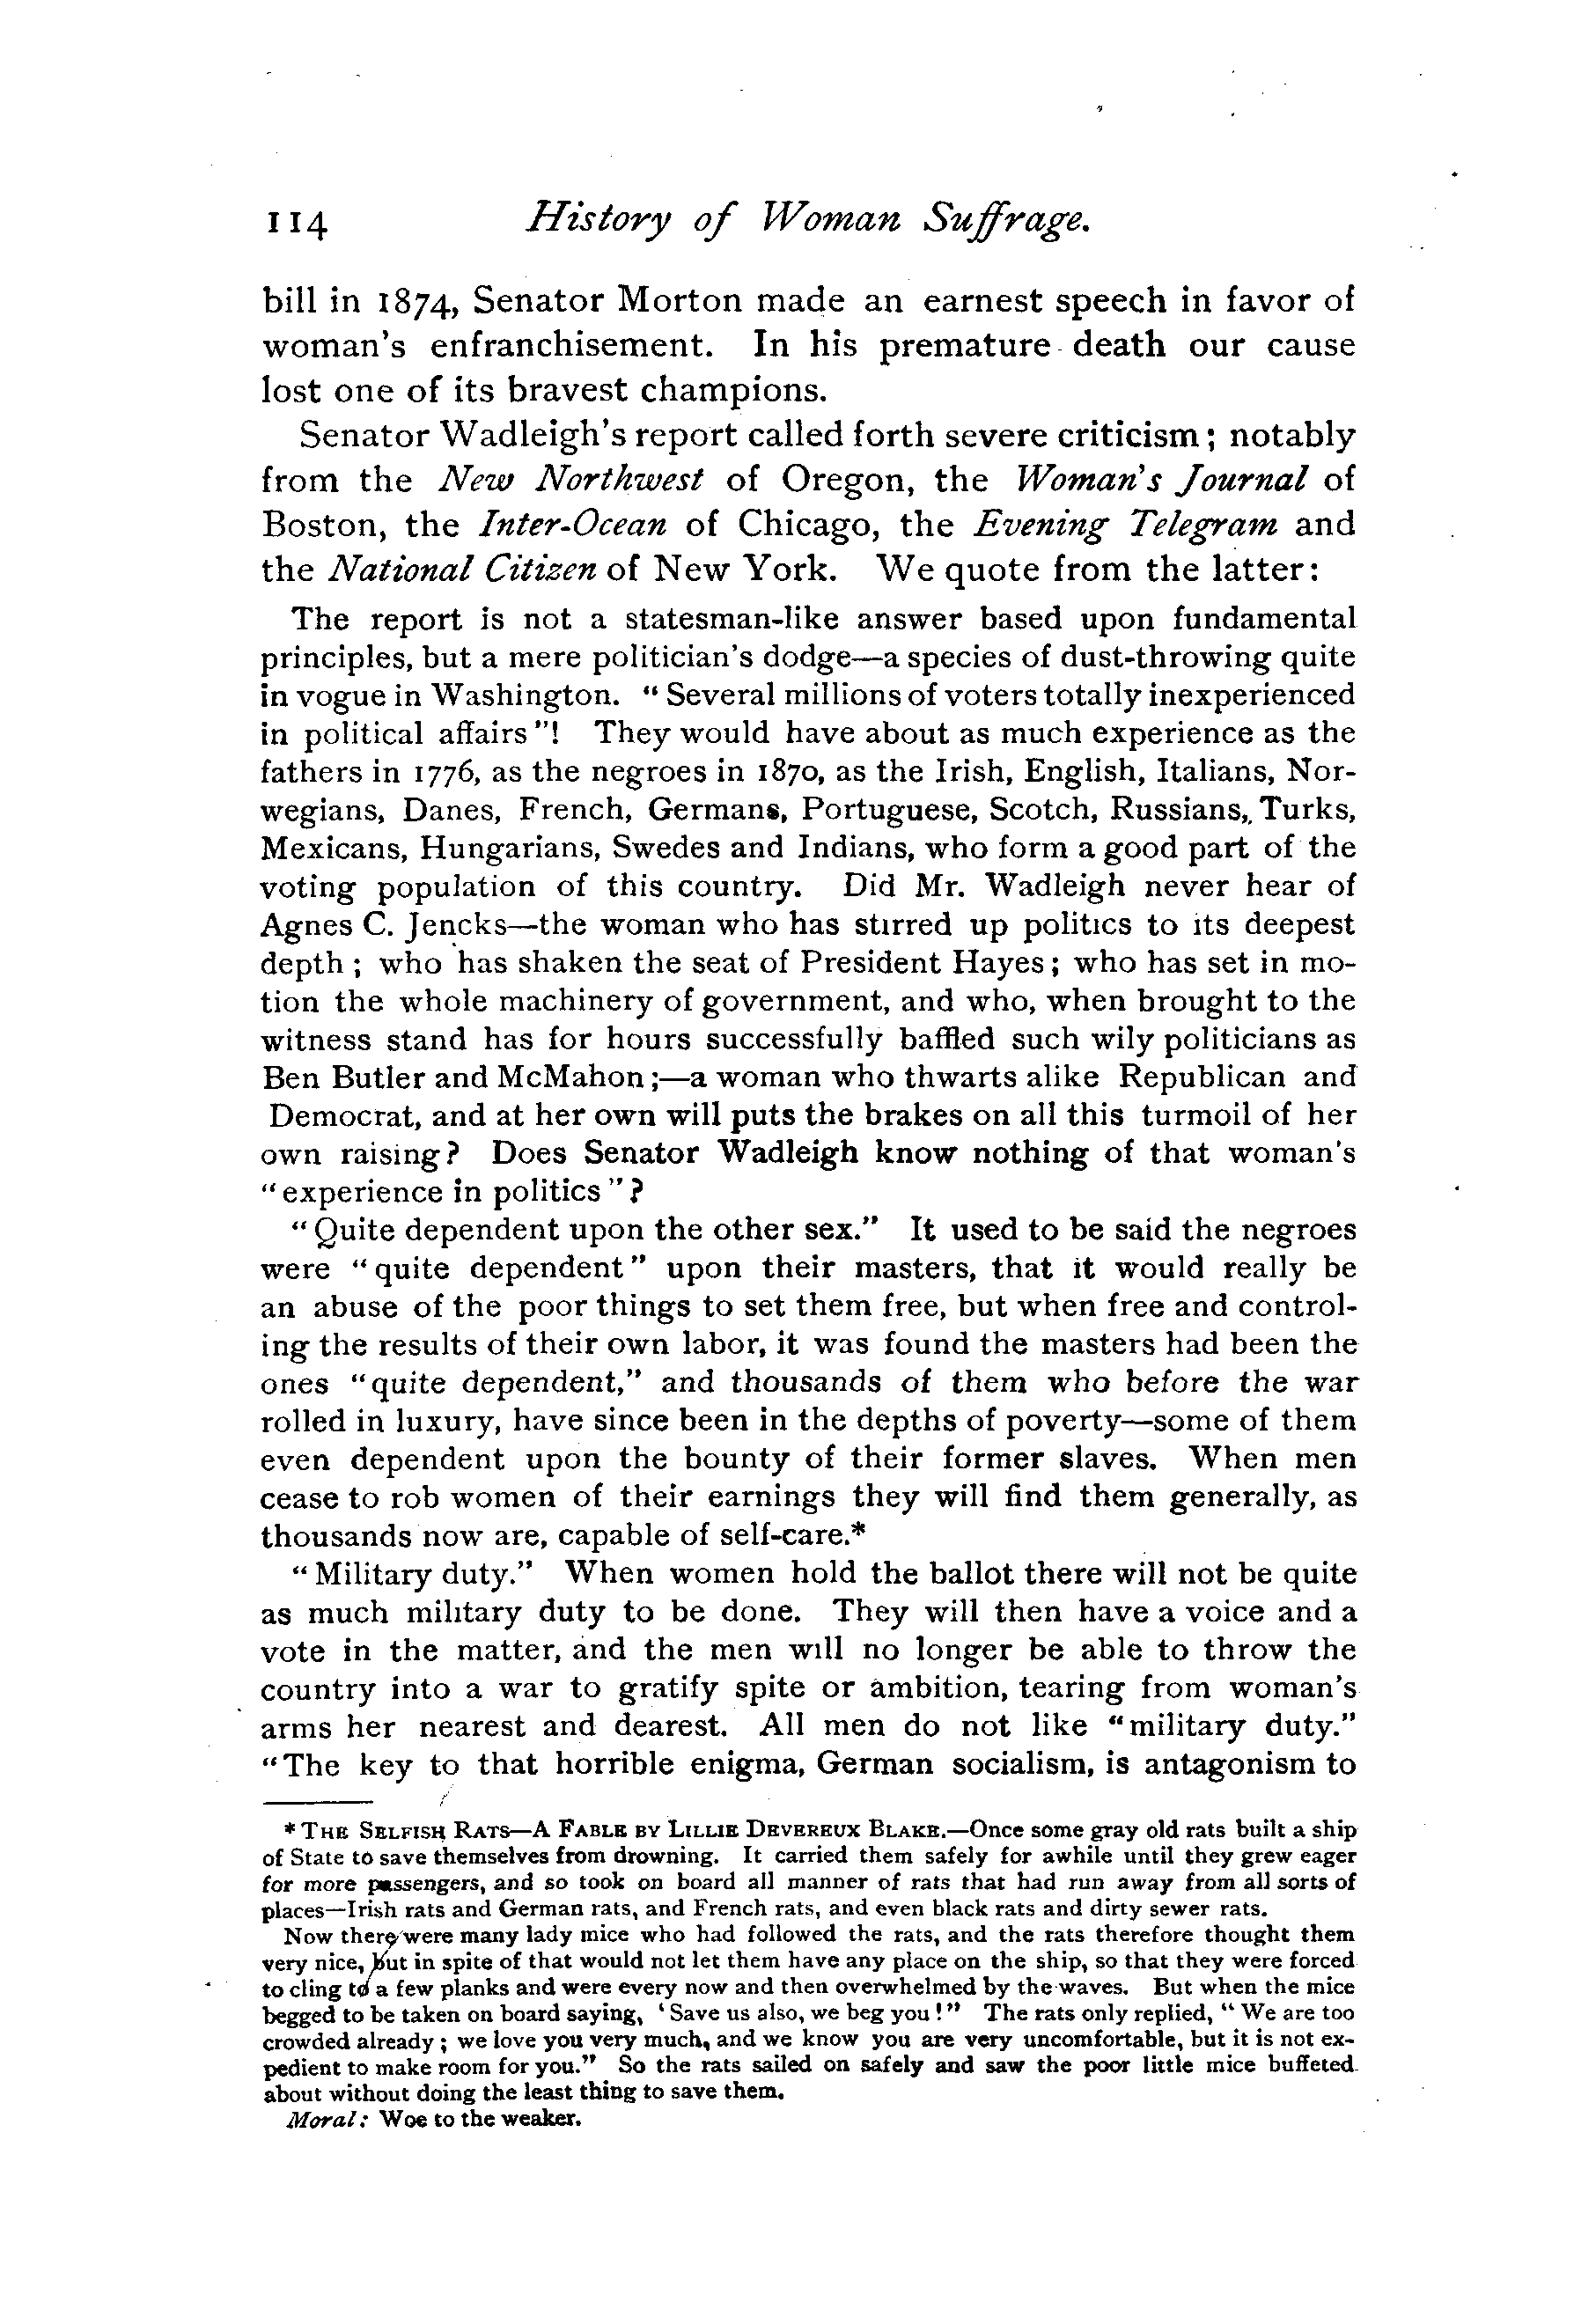 114 History of Woman Suffrage.
bill in 1874, Senator Morton made an earnest speech in favor of
woman's enfranchisement. In his premature death our cause
lost one of its bravest champions.
Senator Wadleigh's report called forth severe criticism; notably
from the New Northwest of Oregon, the Woman's Journal of
Boston, the Inter-Ocean of Chicago, the Evening Telegram and
the National Citizen of New York. We quote from the latter:
The report is not a statesman-like answer based upon fundamental
principles, but a mere politician's dodge—a species of dust-throwing quite
in vogue in Washington. "Several millions of voters totally inexperienced
in political affairs"! They would have about as much experience as the
fathers in 1776, as the negroes in 1870, as the Irish, English, Italians, Nor-
wegians, Danes, French, Germans, Portuguese, Scotch, Russians, Turks,
Mexicans, Hungarians, Swedes and Indians, who form a good part of the
voting population of this country. Did Mr. Wadleigh never hear of
Agnes C. Jencks—the woman who has stirred up politics to its deepest
depth; who has shaken the seat of President Hayes; who has set in mo-
tion the whole machinery of government, and who, when brought to the
witness stand has for hours successfully baffled such wily politicians as
Ben Butler and McMahon;—a woman who thwarts alike Republican and
Democrat, and at her own will puts the brakes on all this turmoil of her
own raising? Does Senator Wadleigh know nothing of that woman's
"experience in politics"?
"Quite dependent upon the other sex." It used to be said the negroes
were "quite dependent" upon their masters, that it would really be
an abuse of the poor things to set them free, but when free and control-
ing the results of their own labor, it was found the masters had been the
ones "quite dependent," and thousands of them who before the war
rolled in luxury, have since been in the depths of poverty—some of them
even dependent upon the bounty of their former slaves. When men
cease to rob women of their earnings they will find them generally, as
thousands now are, capable of self-care.*
"Military duty." When women hold the ballot there will not be quite
as much military duty to be done. They will then have a voice and a
vote in the matter, and the men will no longer be able to throw the
country into a war to gratify spite or ambition, tearing from woman's
arms her nearest and dearest. All men do not like "military duty."
"The key to that horrible enigma, German socialism, is antagonism to
* THE SELFISH RATS—A FABLE BY LILLIE DEVEREUX BLAKE.—Once some gray old rats built a ship
of State to save themselves from drowning. It carried them safely for awhile until they grew eager
for more passengers, and so took on board all manner of rats that had run away from all sorts of
places—Irish rats and German rats, and French rats, and even black rats and dirty sewer rats.
Now there were many lady mice who had followed the rats, and the rats therefore thought them
very nice, but in spite of that would not let them have any place on the ship, so that they were forced
to cling to a few planks and were every now and then overwhelmed by the waves. But when the mice
begged to be taken on board saying, 'Save us also, we beg you!" The rats only replied, "We are too
crowded already; we love you very much, and we know you are very uncomfortable, but it is not ex-
pedient to make room for you." So the rats sailed on safely and saw the poor little mice buffeted
about without doing the least thing to save them.
Moral: Woe to the weaker.